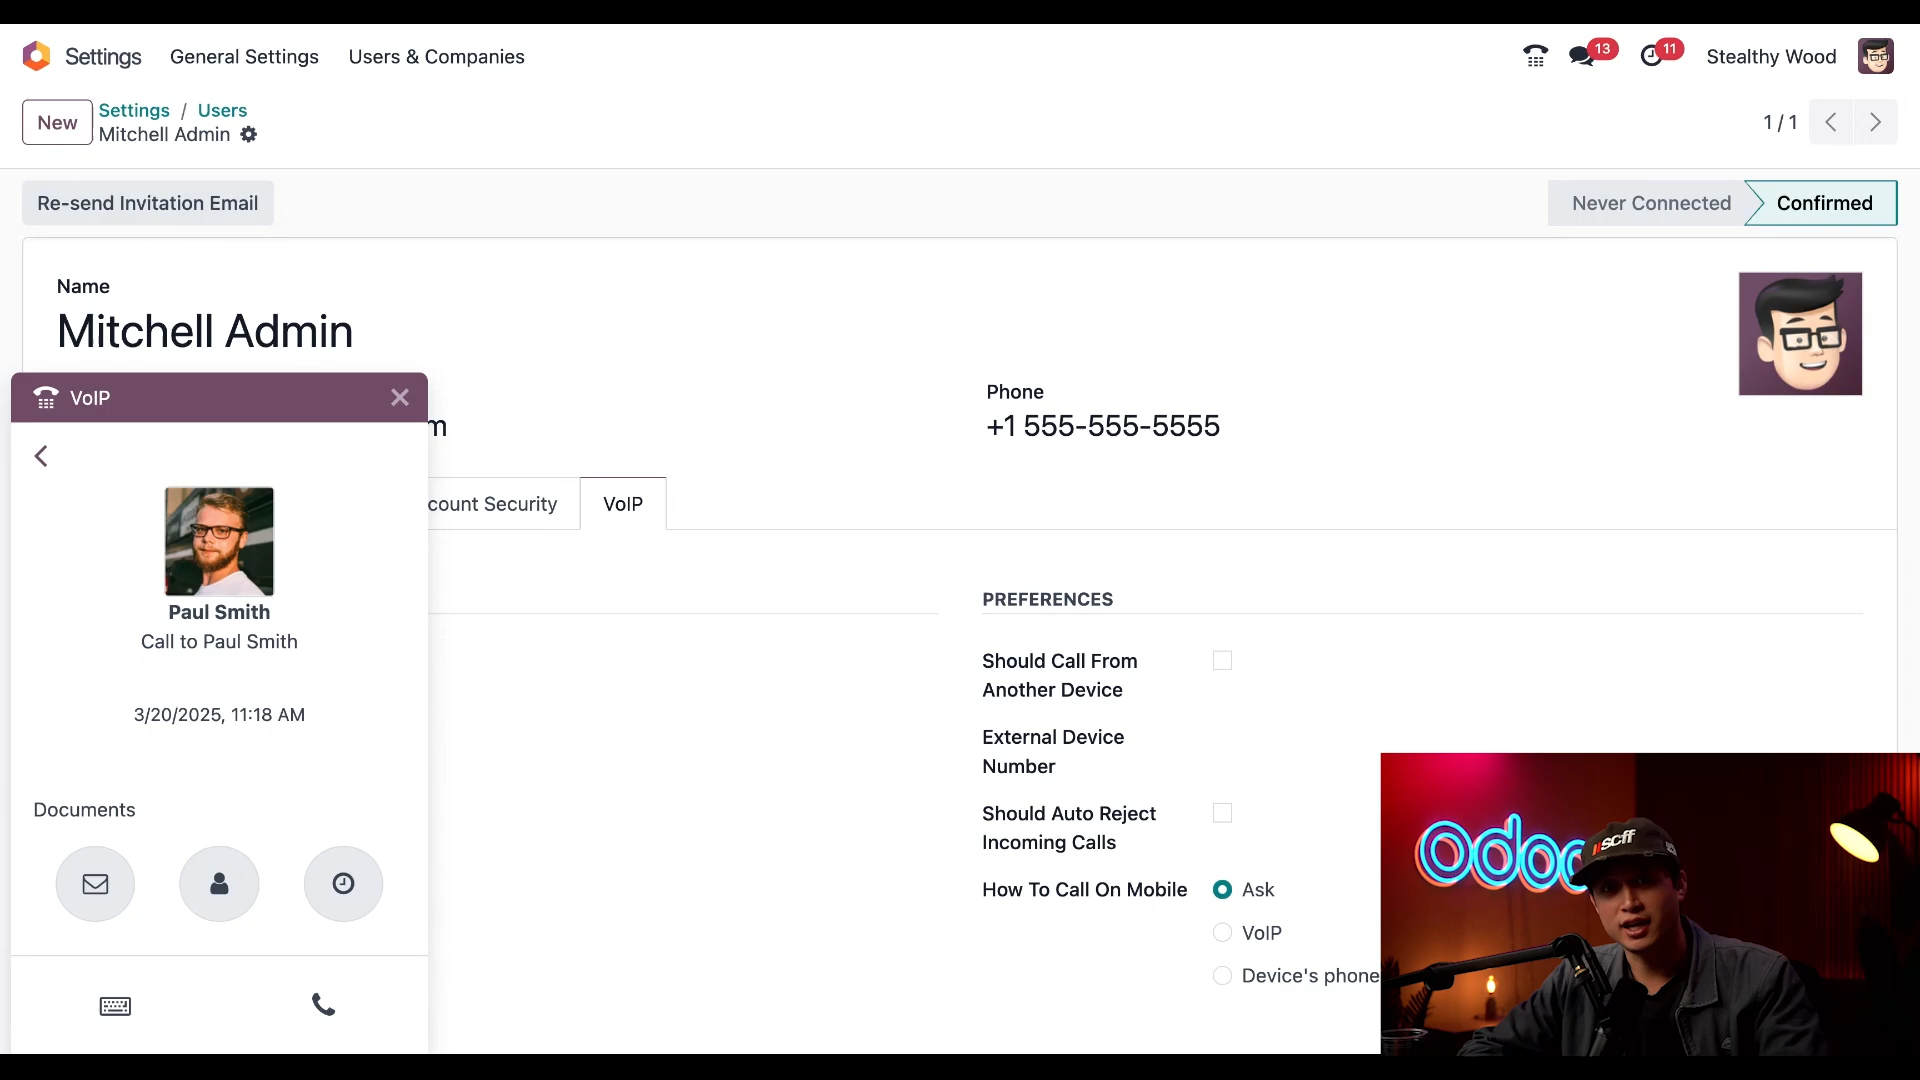 Settings
General Settings
Users & Companies
13
11
Stealthy Wood
New
Settings / Users
Mitchell Admin
1 / 1
Re-send Invitation Email
Never Connected
Confirmed
Name
Mitchell Admin
VoIP
m
Phone
+1 555-555-5555
count Security
VoIP
Paul Smith
Call to Paul Smith
3/20/2025, 11:18 AM
Documents
PREFERENCES
Should Call From
Another Device
External Device
Number
Should Auto Reject
Incoming Calls
How To Call On Mobile
Ask
VoIP
Device's phone
odoo
scff